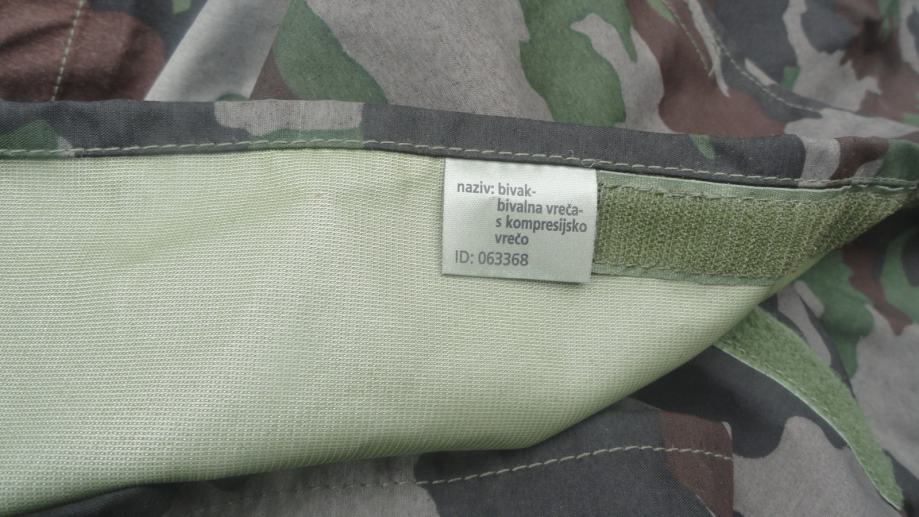 naziv: bivak-
bivalna vreča-
s kompresijsko
vrečo
ID: 063368